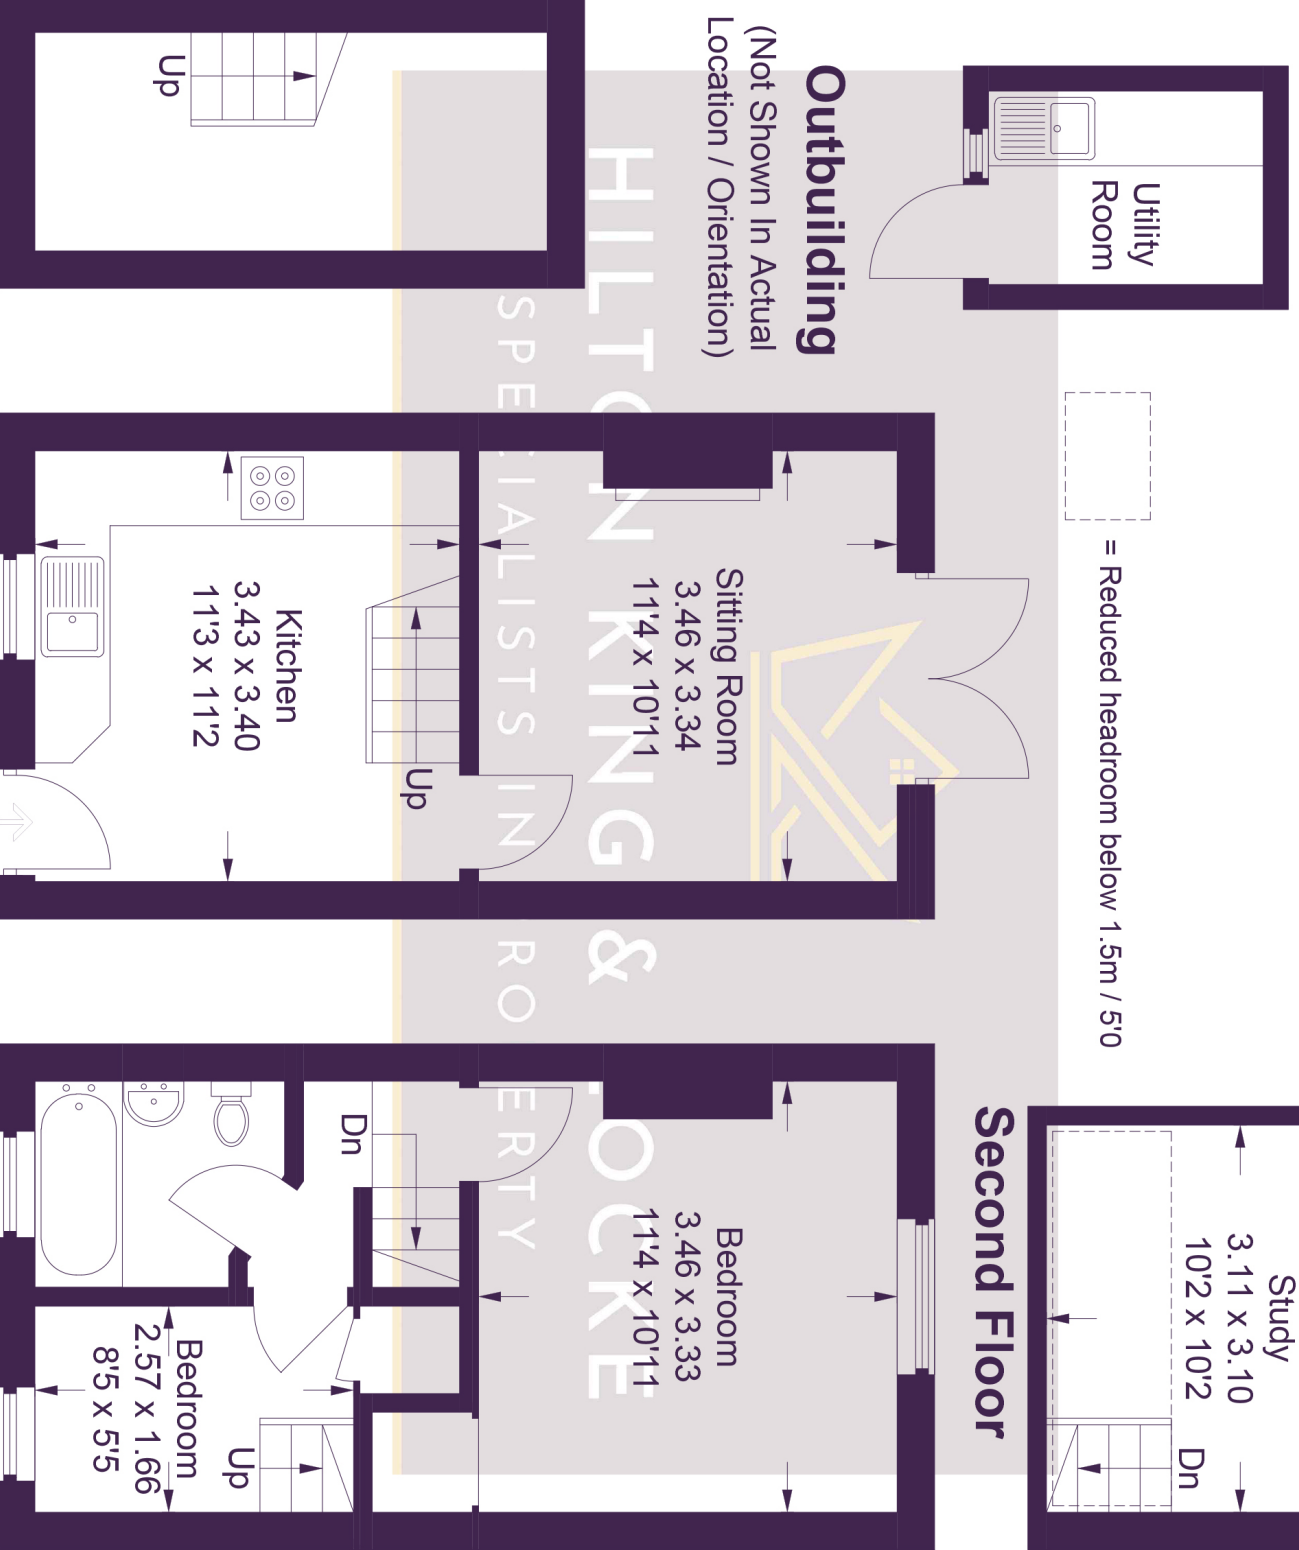 Outbuilding
(Not Shown In Actual
Location / Orientation)
Utility
Room
= Reduced headroom below 1.5m / 5'0
Up
Sitting Room
3.46 x 3.34
11'4 x 10'11
Kitchen
3.43 x 3.40
11'3 x 11'2
Up
Second Floor
Study
3.11 x 3.10
10'2 x 10'2
Dn
Bedroom
3.46 x 3.33
11'4 x 10'11
Dn
Bedroom
2.57 x 1.66
8'5 x 5'5
Up
HILTON KING & LOCKE
SPECIALISTS IN PROPERTY